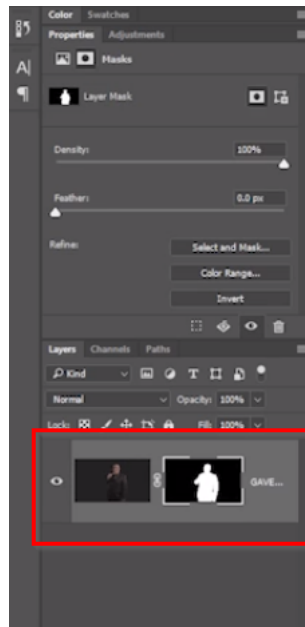 Color Swatches
Properties Adjustments
Masks
A|
Layer Mask
Density: 100%
Feather: 0.0 px
Refine: Select and Mask...
Color Range...
Invert
Layers Channels Paths
Kind
T
Normal Opacity: 100%
Lock: Fill: 100%
GAVE...